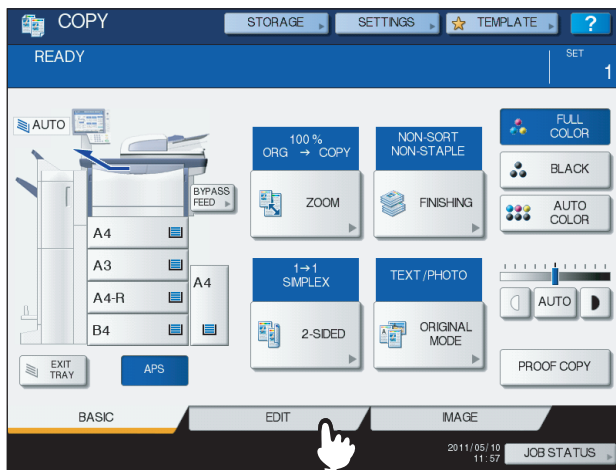 COPY
STORAGE
SETTINGS
TEMPLATE
?
READY
SET
1
AUTO
BYPASS
FEED
A4
A3
A4-R
B4
A4
EXIT
TRAY
APS
100 %
ORG → COPY
ZOOM
NON-SORT
NON-STAPLE
FINISHING
1→1
SIMPLEX
2-SIDED
TEXT/PHOTO
ORIGINAL
MODE
FULL
COLOR
BLACK
AUTO
COLOR
AUTO
PROOF COPY
BASIC
EDIT
IMAGE
2011/05/10
11:57
JOB STATUS